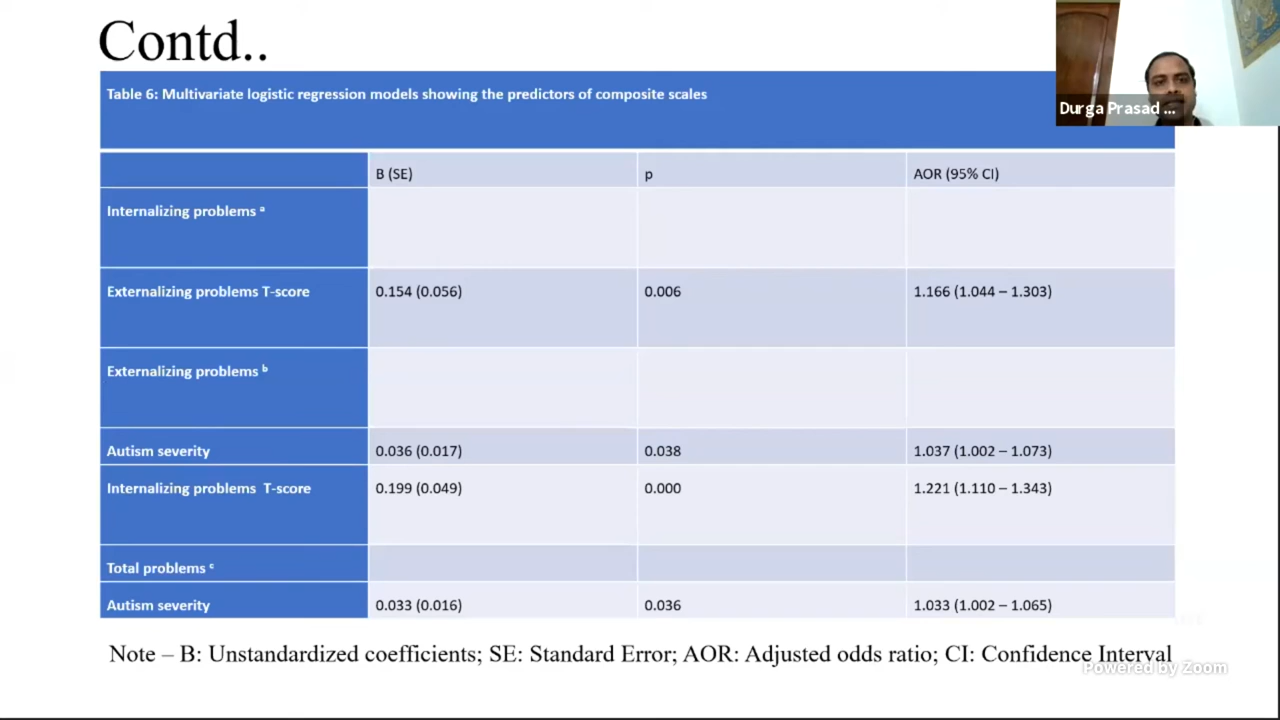 Contd..
Durga Prasad ...
Table 6: Multivariate logistic regression models showing the predictors of composite scales
B (SE) p AOR (95% CI)
Internalizing problems ᵃ
Externalizing problems T-score 0.154 (0.056) 0.006 1.166 (1.044 – 1.303)
Externalizing problems ᵇ
Autism severity 0.036 (0.017) 0.038 1.037 (1.002 – 1.073)
Internalizing problems T-score 0.199 (0.049) 0.000 1.221 (1.110 – 1.343)
Total problems ᶜ
Autism severity 0.033 (0.016) 0.036 1.033 (1.002 – 1.065)
Note – B: Unstandardized coefficients; SE: Standard Error; AOR: Adjusted odds ratio; CI: Confidence Interval
Powered by Zoom